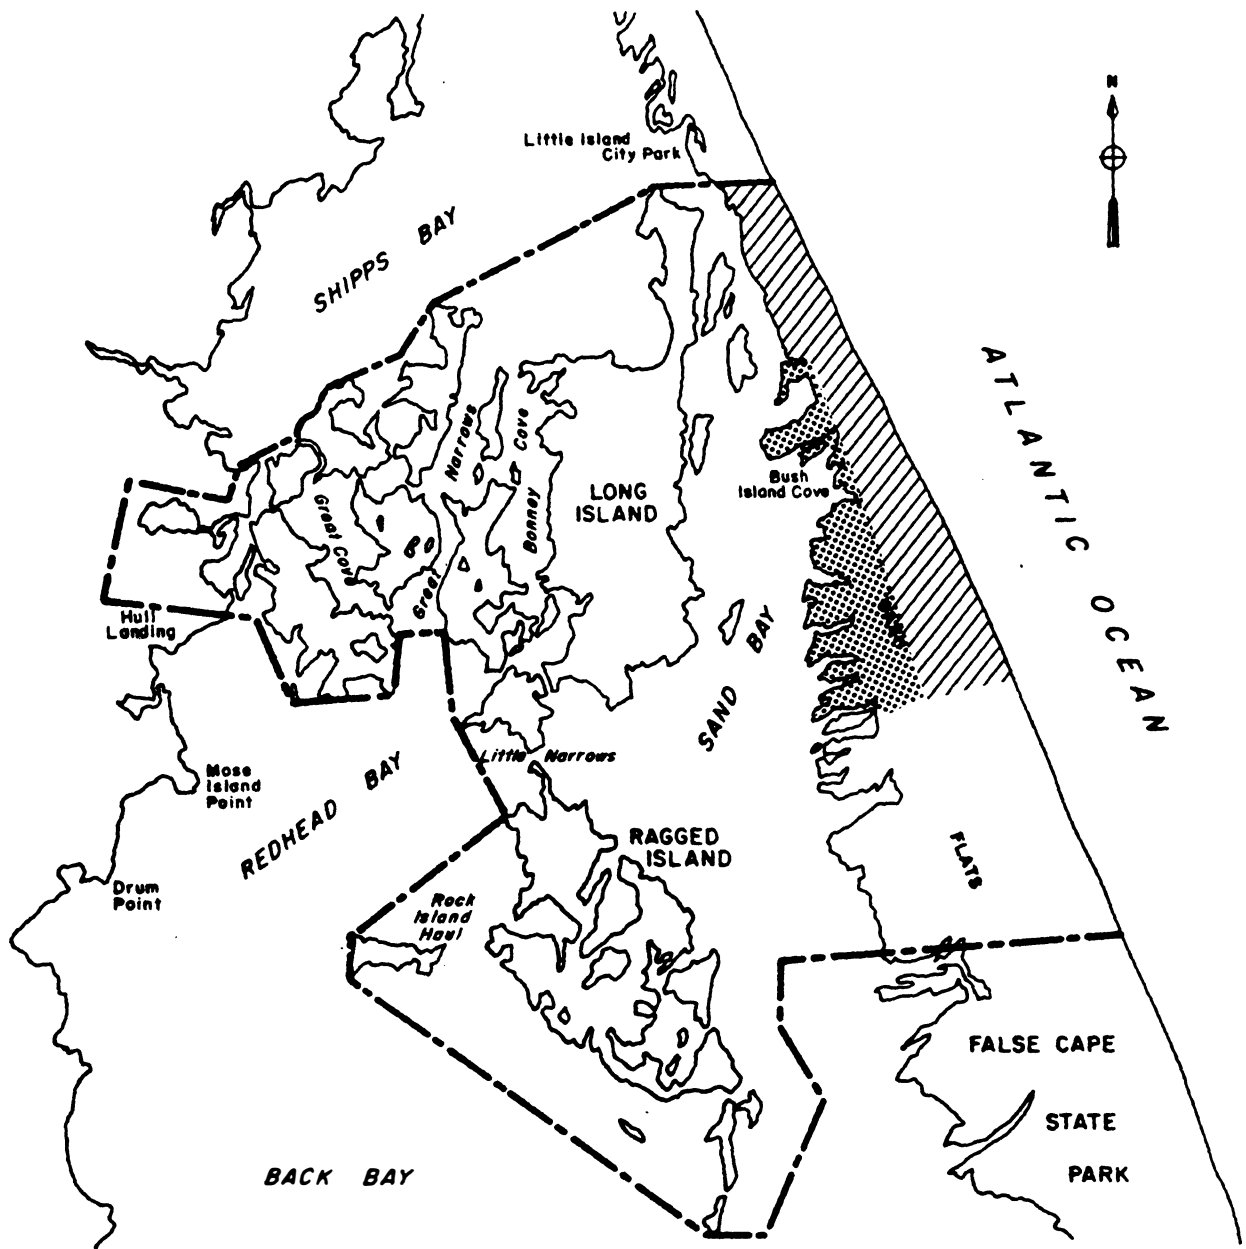 N
Little Island
City Park
SHIPPS BAY
ATLANTIC OCEAN
Narrows
Cove
Bonney
Bush
Island Cove
LONG
ISLAND
Great Cove
Great
Hull
Landing
SAND BAY
Little Narrows
Mose
Island
Point
REDHEAD BAY
RAGGED
ISLAND
FLATS
Drum
Point
Rock
Island
Haul
FALSE CAPE
STATE
PARK
BACK BAY